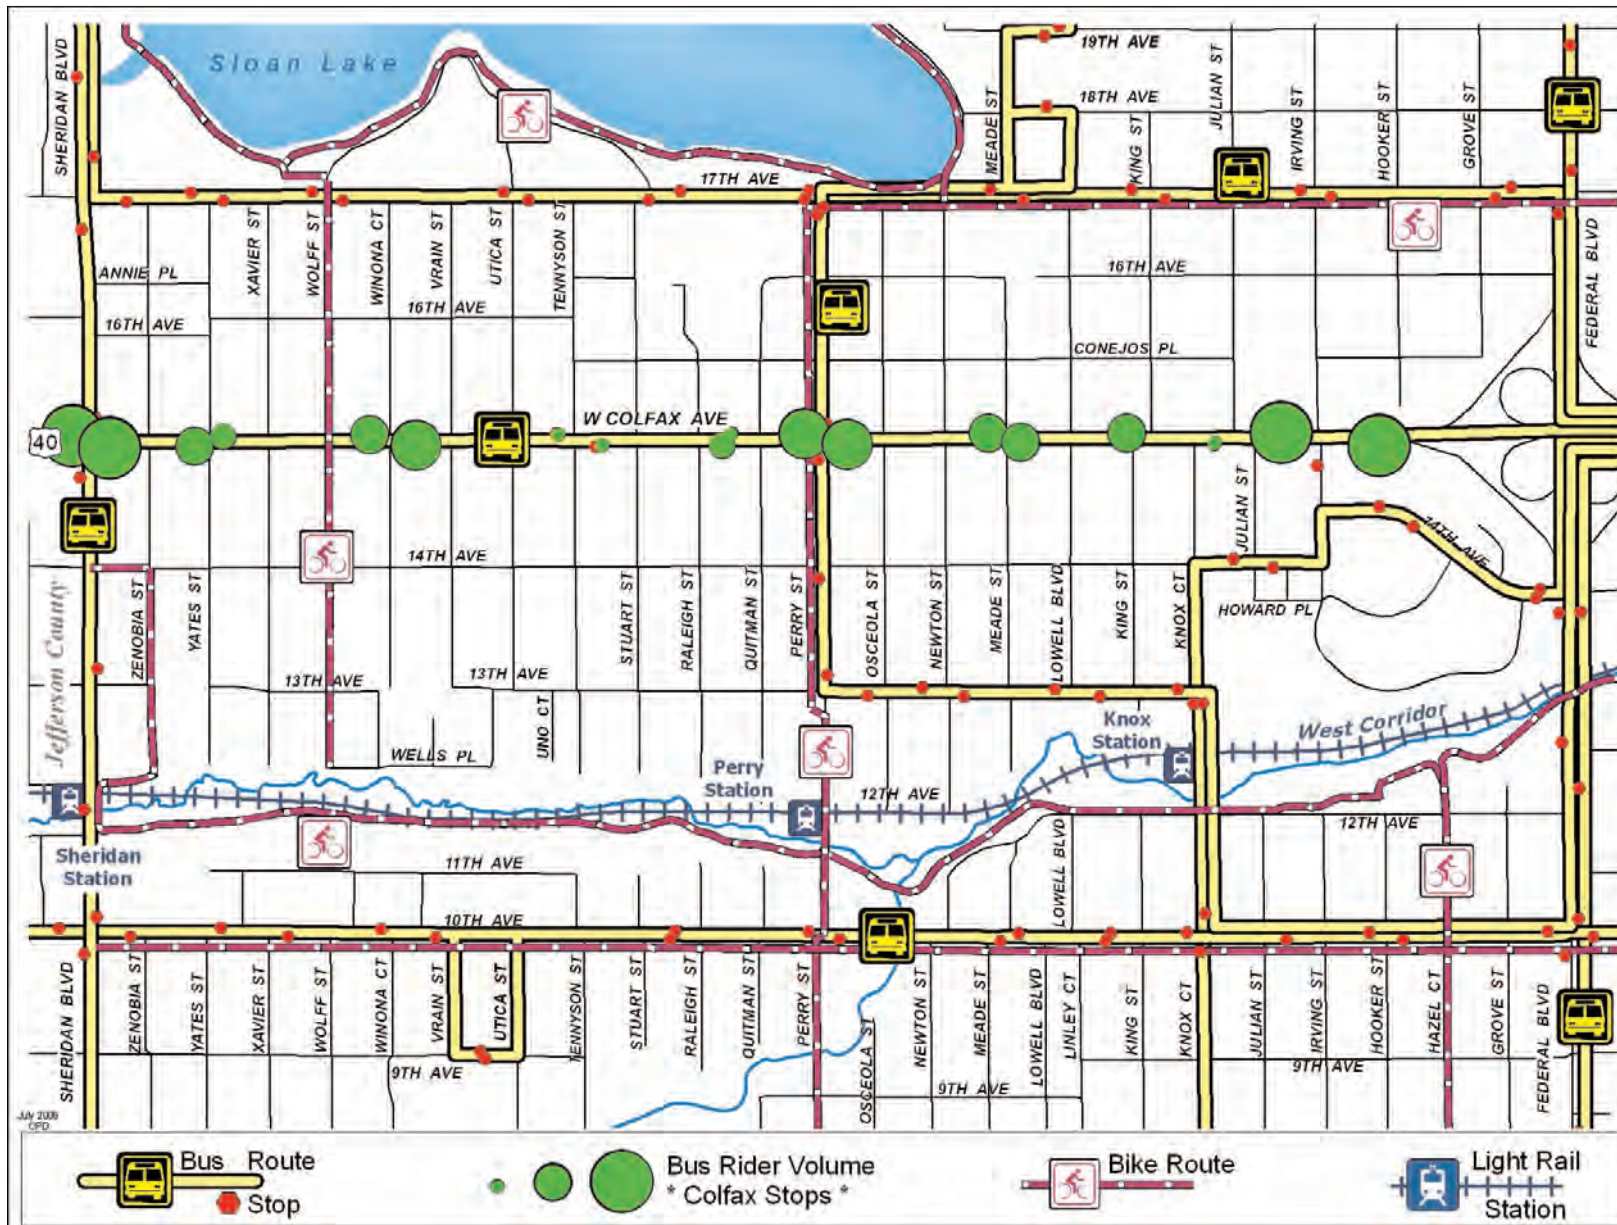 Sloan Lake
SHERIDAN BLVD
19TH AVE
18TH AVE
MEADE ST
KING ST
JULIAN ST
IRVING ST
HOOKER ST
GROVE ST
17TH AVE
XAVIER ST
WOLFF ST
WINONA CT
VRAIN ST
UTICA ST
TENNYSON ST
FEDERAL BLVD
ANNIE PL
16TH AVE
16TH AVE
16TH AVE
CONEJOS PL
W COLFAX AVE
40
JULIAN ST
14TH AVE
14TH AVE
Jefferson County
ZENOBIA ST
YATES ST
STUART ST
RALEIGH ST
QUITMAN ST
PERRY ST
OSCEOLA ST
NEWTON ST
MEADE ST
LOWELL BLVD
KING ST
KNOX CT
HOWARD PL
13TH AVE
13TH AVE
UNO CT
WELLS PL
Knox
Station
West Corridor
Perry
Station
12TH AVE
12TH AVE
Sheridan
Station
11TH AVE
LOWELL BLVD
10TH AVE
SHERIDAN BLVD
ZENOBIA ST
YATES ST
XAVIER ST
WOLFF ST
WINONA CT
VRAIN ST
UTICA ST
TENNYSON ST
STUART ST
RALEIGH ST
QUITMAN ST
PERRY ST
OSCEOLA ST
NEWTON ST
MEADE ST
LOWELL BLVD
LINLEY CT
KING ST
KNOX CT
JULIAN ST
IRVING ST
HOOKER ST
HAZEL CT
GROVE ST
FEDERAL BLVD
9TH AVE
9TH AVE
9TH AVE
CPD
Bus Route
Stop
Bus Rider Volume
* Colfax Stops *
Bike Route
Light Rail
Station